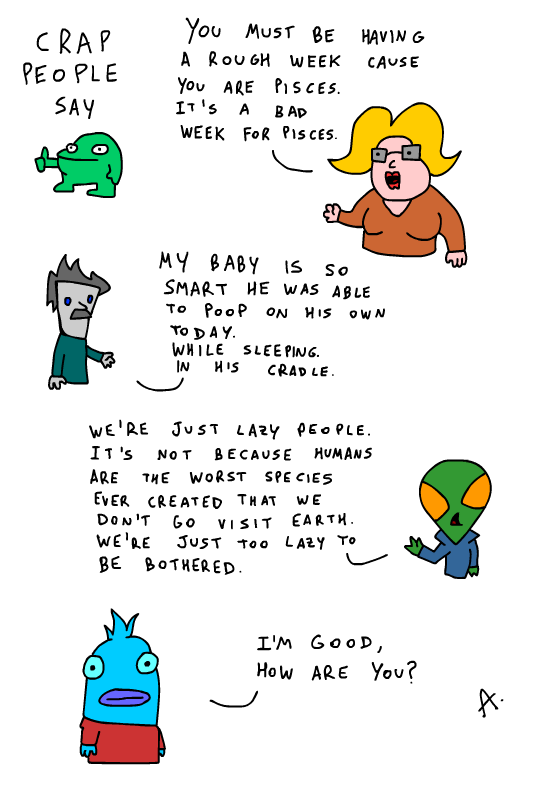 CRAP
PEOPLE
SAY
YOU MUST BE HAVING
A ROUGH WEEK CAUSE
YOU ARE PISCES.
IT'S A BAD
WEEK FOR PISCES.
MY BABY IS SO
SMART HE WAS ABLE
TO POOP ON HIS OWN
TODAY.
WHILE SLEEPING.
IN HIS CRADLE.
WE'RE JUST LAZY PEOPLE.
IT'S NOT BECAUSE HUMANS
ARE THE WORST SPECIES
EVER CREATED THAT WE
DON'T GO VISIT EARTH.
WE'RE JUST TOO LAZY TO
BE BOTHERED.
I'M GOOD,
HOW ARE YOU?
A.